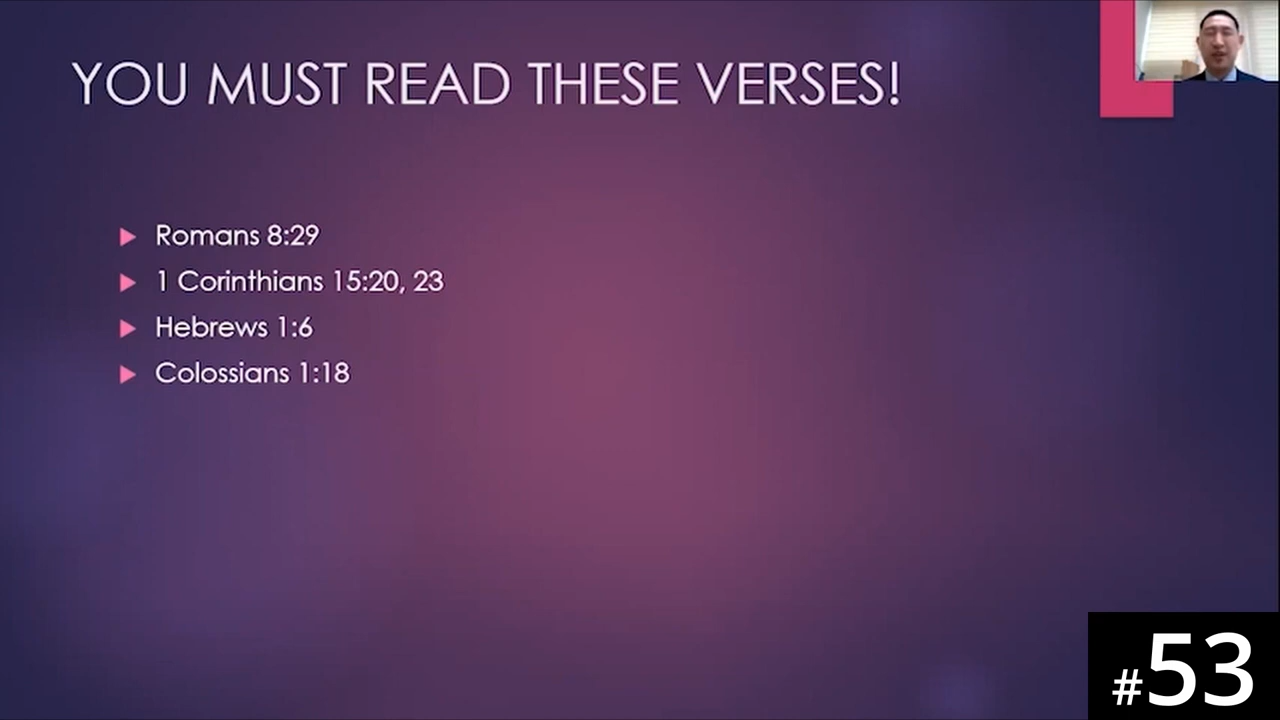 YOU MUST READ THESE VERSES!
Romans 8:29
1 Corinthians 15:20, 23
Hebrews 1:6
Colossians 1:18
#53